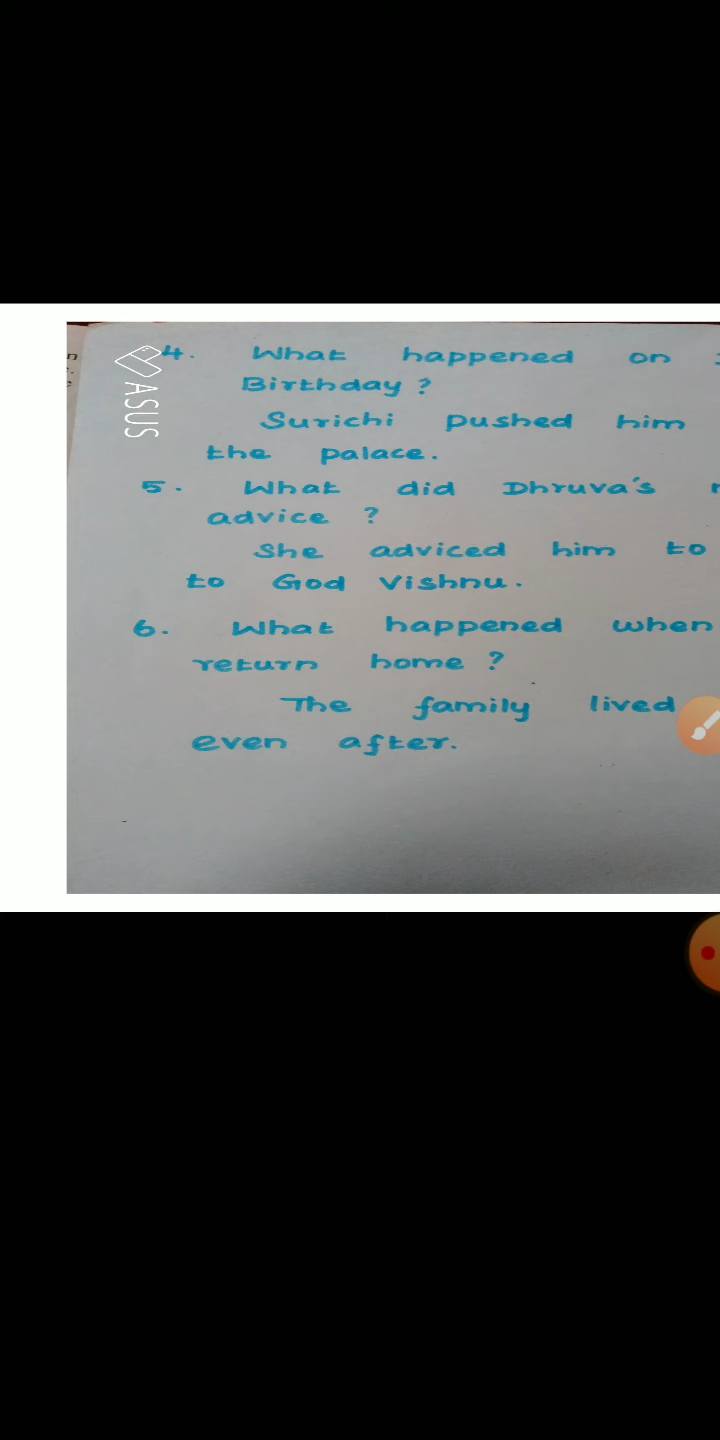 4. What happened on
Birthday ?
Surichi pushed him
the palace.
5. What did Dhruva's
advice ?
She adviced him to
to God Vishnu.
6. What happened when
return home ?
The family lived
even after.
ASUS